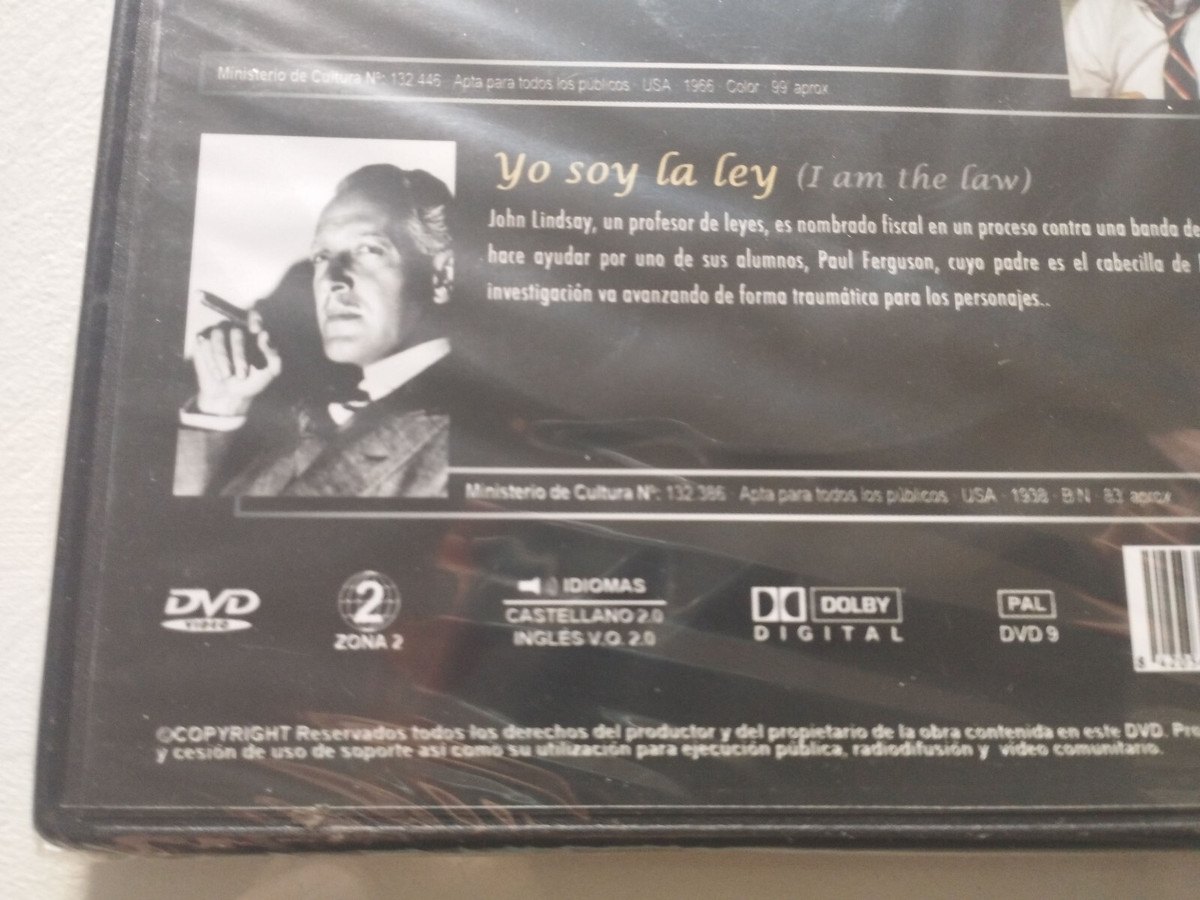 Ministerio de Cultura Nº: 132.446 · Apta para todos los públicos · USA · 1966 · Color · 99' aprox
Yo soy la ley (I am the law)
John Lindsay, un profesor de leyes, es nombrado fiscal en un proceso contra una banda de
hace ayudar por uno de sus alumnos, Paul Ferguson, cuyo padre es el cabecilla de
investigación va avanzando de forma traumática para los personajes..
Ministerio de Cultura Nº: 132.386 · Apta para todos los públicos · USA · 1938 · B/N · 83' aprox
DVD
VIDEO
2
ZONA 2
IDIOMAS
CASTELLANO 2.0
INGLÉS V.O. 2.0
DOLBY
DIGITAL
PAL
DVD 9
©COPYRIGHT Reservados todos los derechos del productor y del propietario de la obra contenida en este DVD.
y cesión de uso de soporte así como su utilización para ejecución pública, radiodifusión y video comunitario.